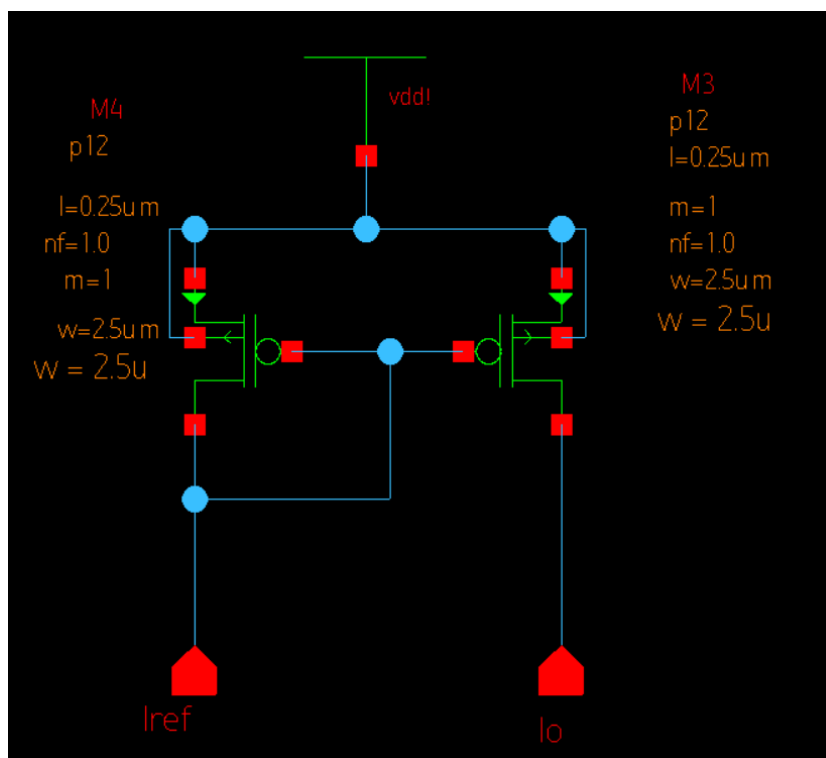 vdd!
M4
p12
l=0.25um
nf=1.0
m=1
w=2.5um
w = 2.5u
M3
p12
l=0.25um
m=1
nf=1.0
w=2.5um
w = 2.5u
Iref
Io